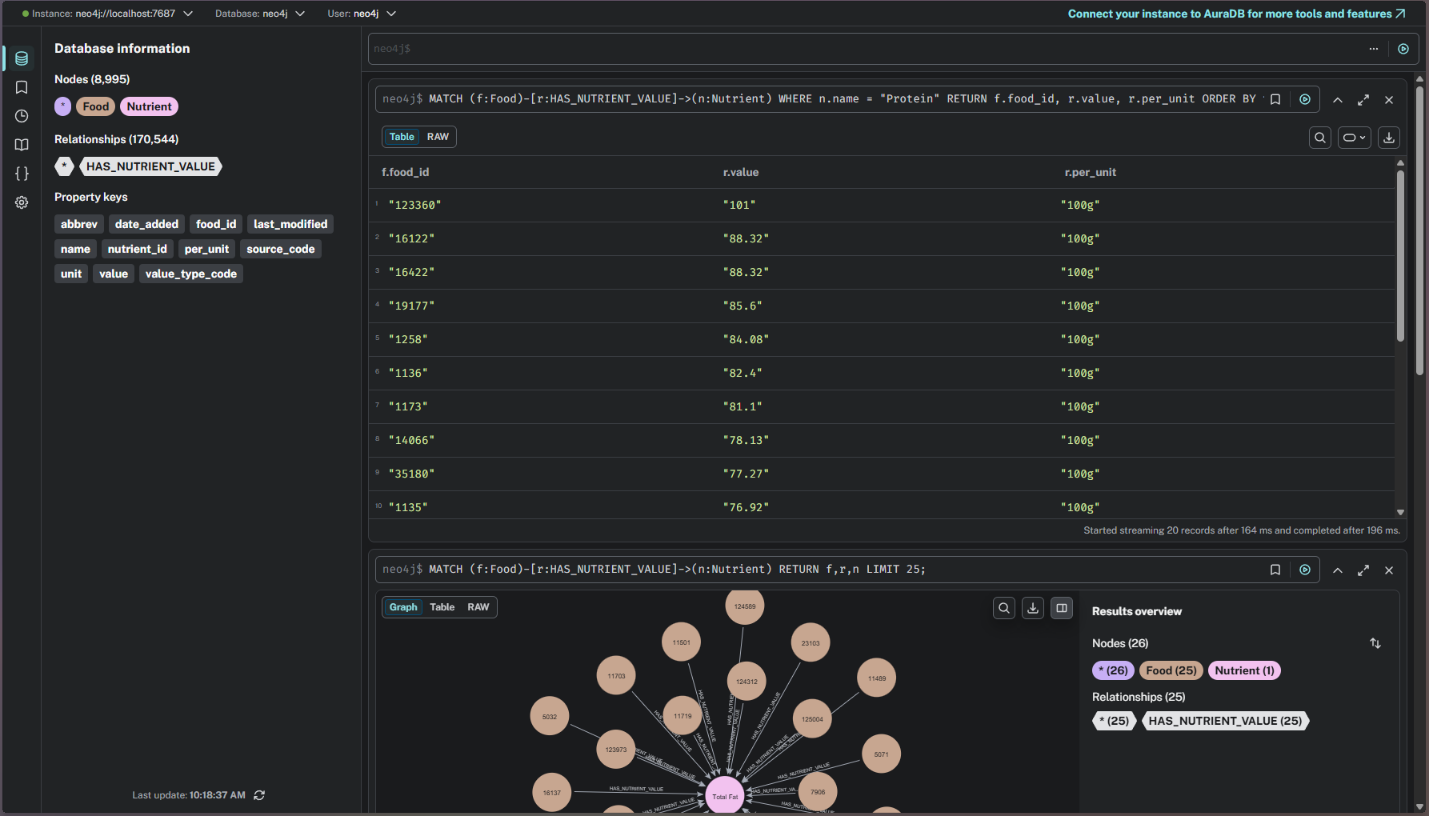 Instance: neo4j://localhost:7687 Database: neo4j User: neo4j Connect your instance to AuraDB for more tools and features
Database information
Nodes (8,995)
* Food Nutrient
Relationships (170,544)
* HAS_NUTRIENT_VALUE
Property keys
abbrev date_added food_id last_modified
name nutrient_id per_unit source_code
unit value value_type_code
Last update: 10:18:37 AM
neo4j$
neo4j$ MATCH (f:Food)-[r:HAS_NUTRIENT_VALUE]->(n:Nutrient) WHERE n.name = "Protein" RETURN f.food_id, r.value, r.per_unit ORDER BY
Table RAW
f.food_id r.value r.per_unit
1 "123360" "101" "100g"
2 "16122" "88.32" "100g"
3 "16422" "88.32" "100g"
4 "19177" "85.6" "100g"
5 "1258" "84.08" "100g"
6 "1136" "82.4" "100g"
7 "1173" "81.1" "100g"
8 "14066" "78.13" "100g"
9 "35180" "77.27" "100g"
10 "1135" "76.92" "100g"
Started streaming 20 records after 164 ms and completed after 196 ms.
neo4j$ MATCH (f:Food)-[r:HAS_NUTRIENT_VALUE]->(n:Nutrient) RETURN f,r,n LIMIT 25;
Graph Table RAW
124589
11501
23103
11703
124312
11489
5032
11719
125004
123973
5071
16137
7906
Total Fat
HAS_NUTRIENT_VALUE
HAS_NUTRIENT_VALUE
HAS_NUTRIENT_VALUE
HAS_NUTRIENT_VALUE
HAS_NUTRIENT_VALUE
Results overview
Nodes (26)
* (26) Food (25) Nutrient (1)
Relationships (25)
* (25) HAS_NUTRIENT_VALUE (25)